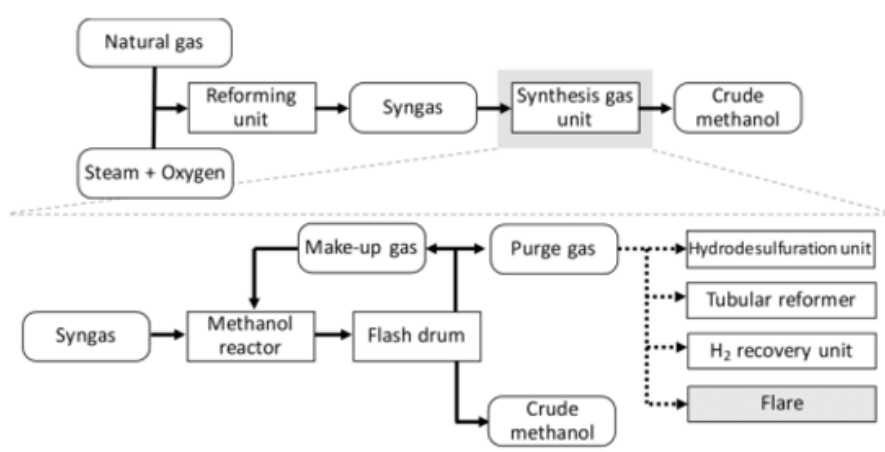 Natural gas
Reforming
unit
Syngas
Synthesis gas
unit
Crude
methanol
Steam + Oxygen
Make-up gas
Purge gas
Hydrodesulfuration unit
Tubular reformer
Syngas
Methanol
reactor
Flash drum
H₂ recovery unit
Flare
Crude
methanol